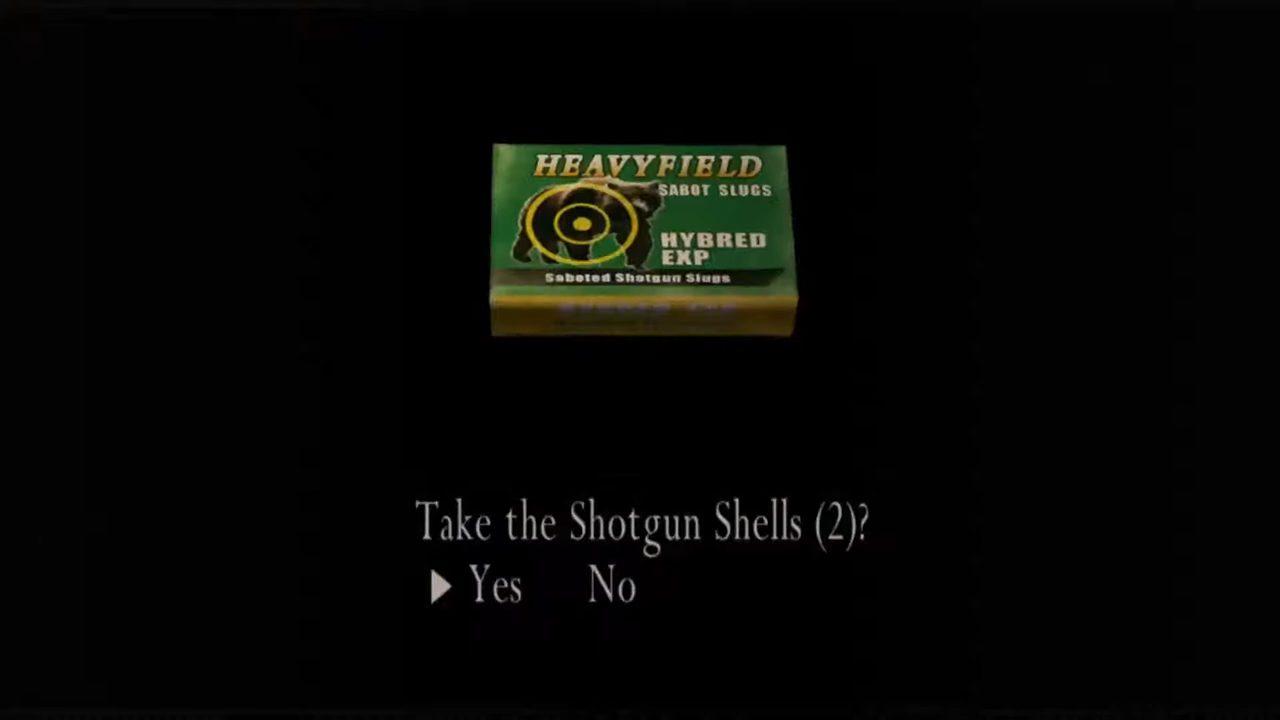 HEAVYFIELD
SABOT SLUGS
HYBRED
EXP
Saboted Shotgun Slugs
Take the Shotgun Shells (2)?
Yes No